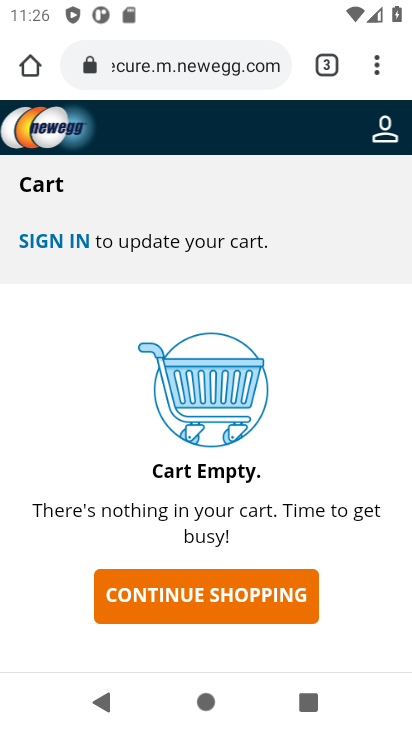 11:26
ecure.m.newegg.com
3
newegg
Cart
SIGN IN to update your cart.
Cart Empty.
There's nothing in your cart. Time to get
busy!
CONTINUE SHOPPING